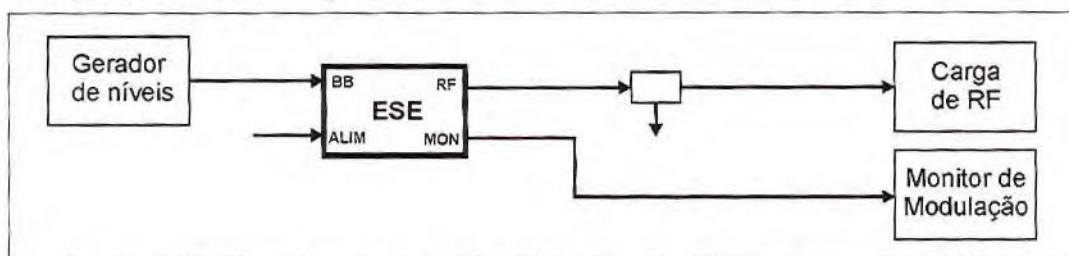 Gerador
de níveis
BB
RF
ESE
ALIM
MON
Carga
de RF
Monitor de
Modulação